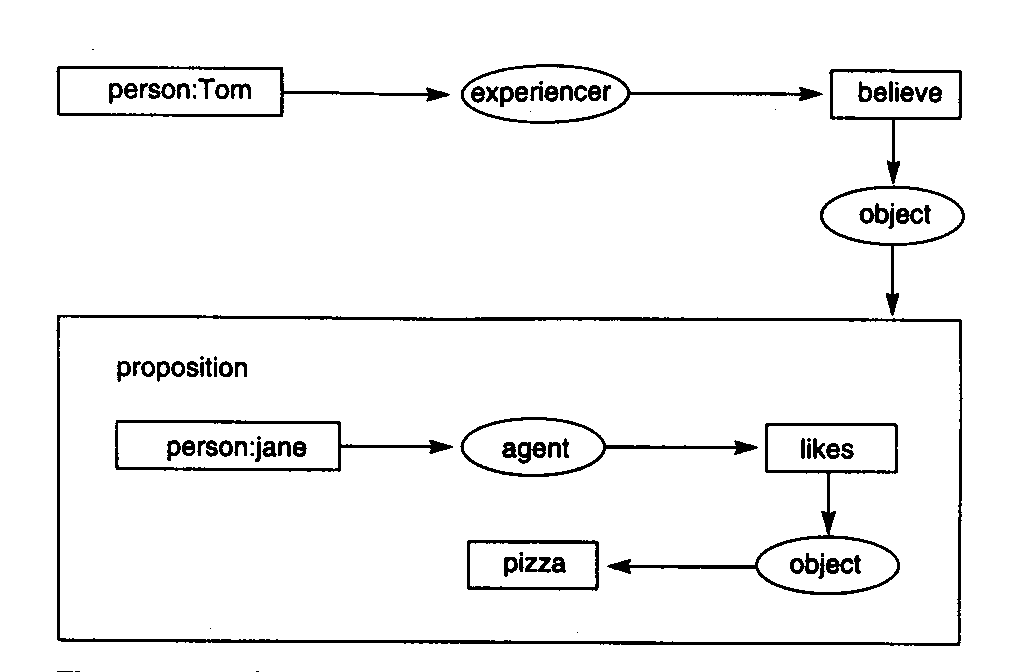 person:Tom
experiencer
believe
object
proposition
person:jane
agent
likes
pizza
object